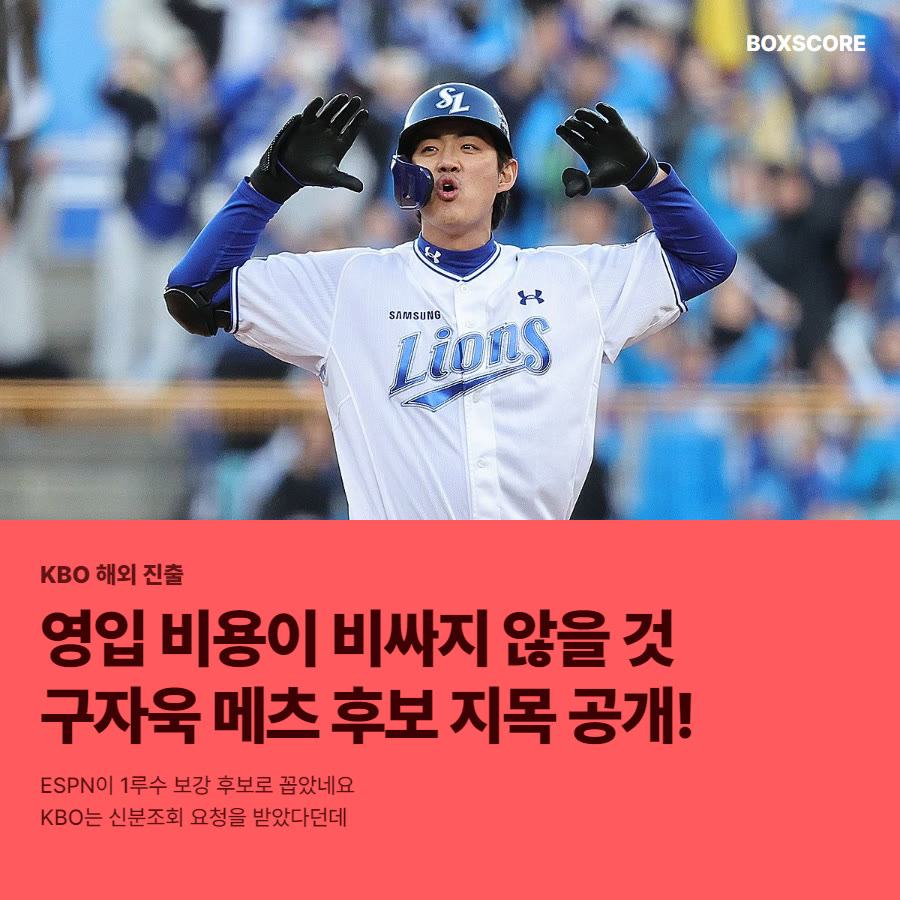 BOXSCORE
SL
SAMSUNG
Lions
KBO 해외 진출
영입 비용이 비싸지 않을 것
구자욱 메츠 후보 지목 공개!
ESPN이 1루수 보강 후보로 꼽았네요
KBO는 신분조회 요청을 받았다던데